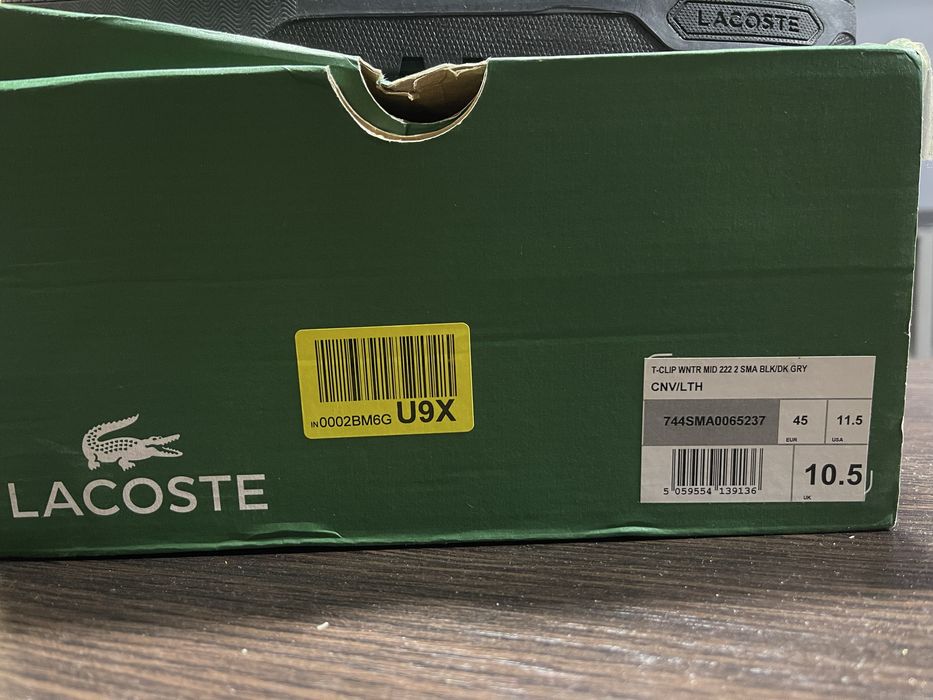 LACOSTE
IN0002BM6G U9X
LACOSTE
T-CLIP WNTR MID 222 2 SMA BLK/DK GRY
CNV/LTH
744SMA0065237 45 11.5
EUR USA
5 059554 139136 10.5
UK